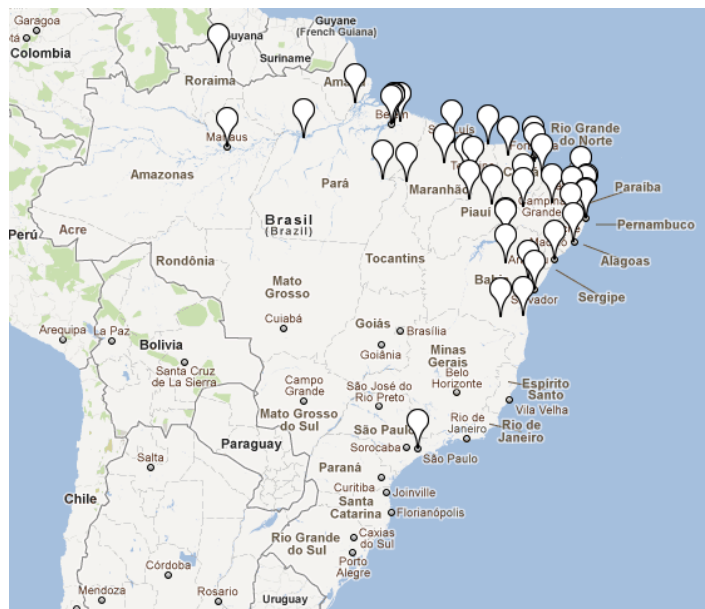 Garagoa
Colombia
Guyane
(French Guiana)
Suriname
Roraima
Manaus
Amazonas
Pará
Maranhão
Rio Grande
do Norte
Paraíba
Pernambuco
Alagoas
Sergipe
Piauí
Campina
Grande
Perú
Acre
Brasil
(Brazil)
Rondônia
Tocantins
Mato
Grosso
Cuiabá
Goiás
Brasília
Goiânia
Arequipa
La Paz
Bolivia
Santa Cruz
de La Sierra
Minas
Gerais
Belo
Horizonte
Espírito
Santo
Vila Velha
Campo
Grande
São José do
Rio Preto
Mato Grosso
do Sul
São Paulo
Rio de
Janeiro
Rio de
Janeiro
Sorocaba
São Paulo
Paraguay
Salta
Paraná
Curitiba
Joinville
Santa
Catarina
Florianópolis
Chile
Rio Grande
do Sul
Caxias
do Sul
Porto
Alegre
Córdoba
Mendoza
Rosario
Uruguay